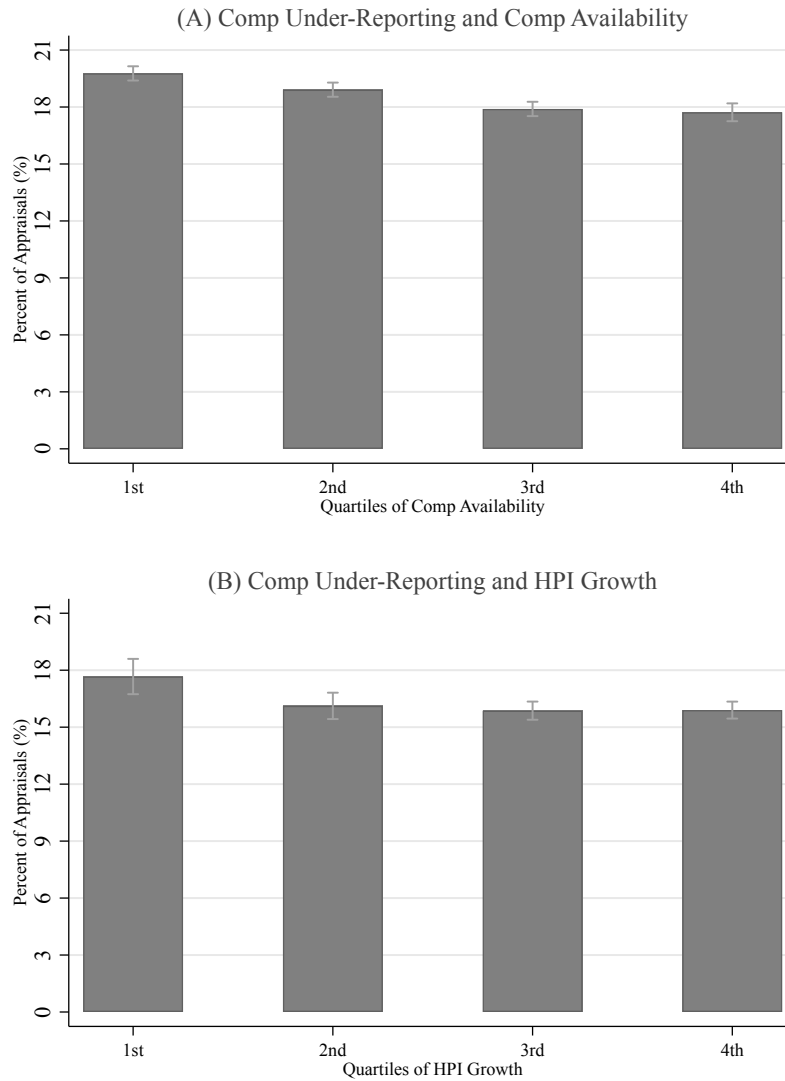 (A) Comp Under-Reporting and Comp Availability
Percent of Appraisals (%)
21
18
15
12
9
6
3
0
1st 2nd 3rd 4th
Quartiles of Comp Availability
(B) Comp Under-Reporting and HPI Growth
Percent of Appraisals (%)
21
18
15
12
9
6
3
0
1st 2nd 3rd 4th
Quartiles of HPI Growth